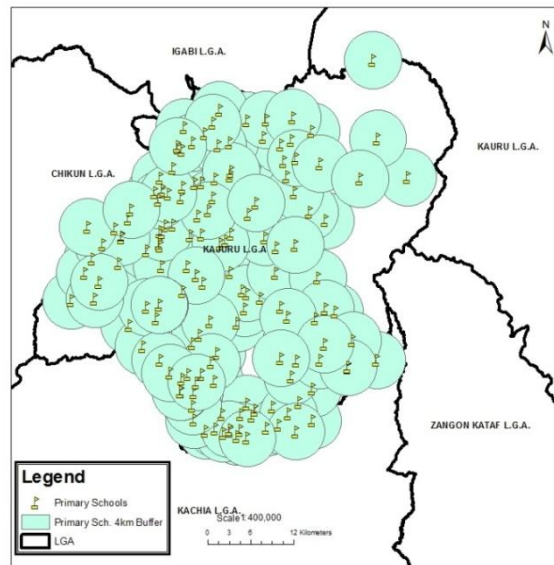 IGABI L.G.A.
N
KAURU L.G.A.
CHIKUN L.G.A.
KAJURU L.G.A
ZANGON KATAF L.G.A.
Legend
Primary Schools
Primary Sch. 4km Buffer
LGA
KACHIA L.G.A.
Scale 1:400,000
0 3 6 12 Kilometers